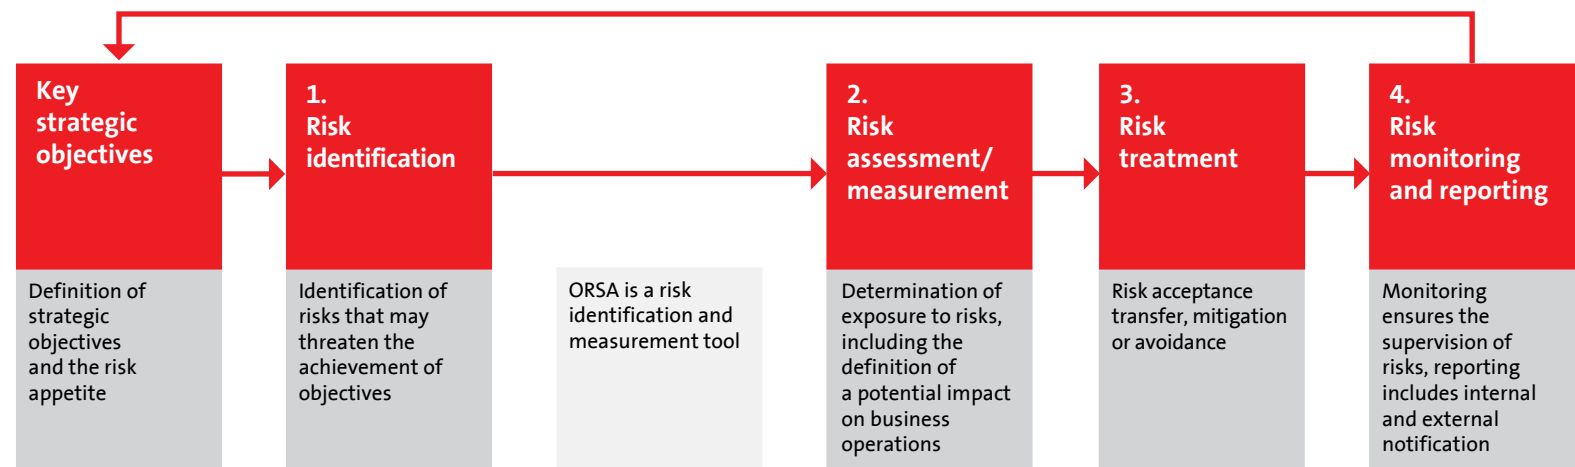 Key
strategic
objectives
Definition of
strategic
objectives
and the risk
appetite
1.
Risk
identification
Identification of
risks that may
threaten the
achievement of
objectives
ORSA is a risk
identification and
measurement tool
2.
Risk
assessment/
measurement
Determination of
exposure to risks,
including the
definition of
a potential impact
on business
operations
3.
Risk
treatment
Risk acceptance
transfer, mitigation
or avoidance
4.
Risk
monitoring
and reporting
Monitoring
ensures the
supervision of
risks, reporting
includes internal
and external
notification